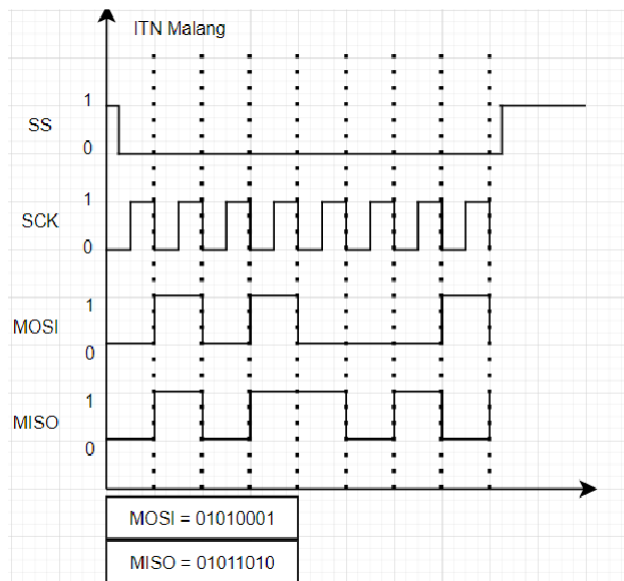 ITN Malang
1
SS
0
1
SCK
0
1
MOSI
0
1
MISO
0
MOSI = 01010001
MISO = 01011010